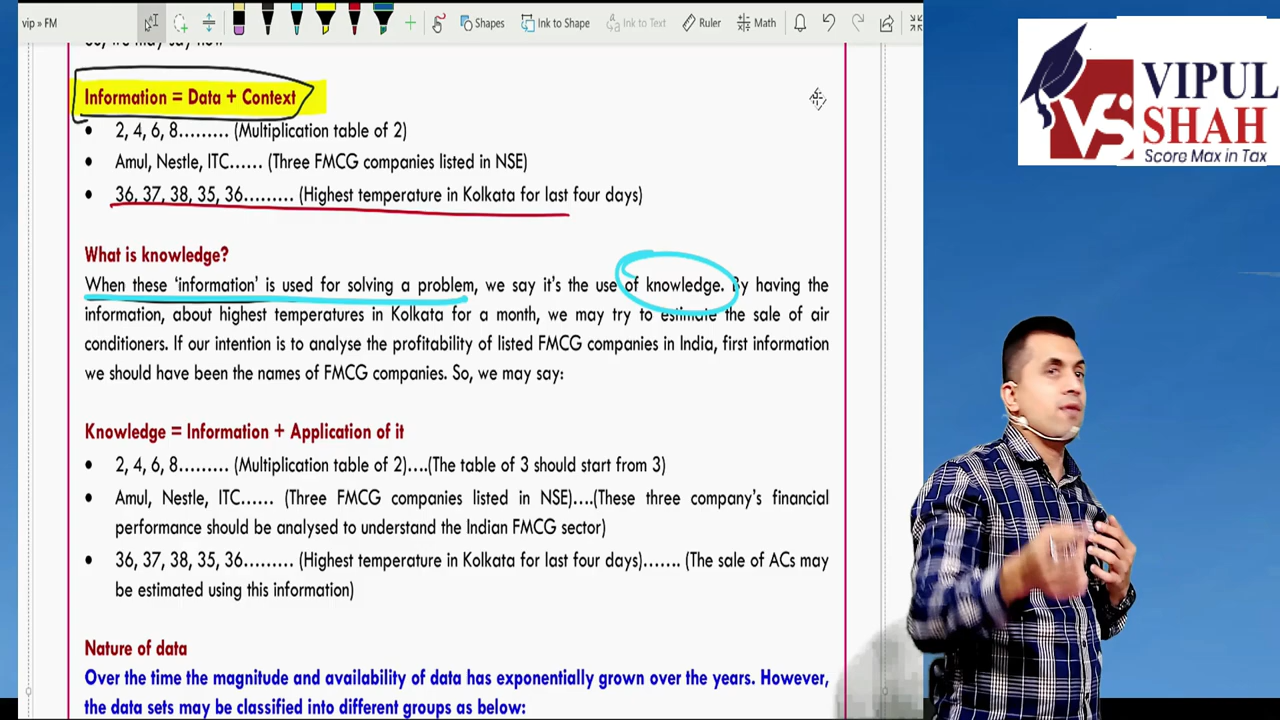 vip » FM
Shapes
Ink to Shape
Ink to Text
Ruler
Math
So, we may say now
Information = Data + Context
• 2, 4, 6, 8......... (Multiplication table of 2)
• Amul, Nestle, ITC...... (Three FMCG companies listed in NSE)
• 36, 37, 38, 35, 36......... (Highest temperature in Kolkata for last four days)
What is knowledge?
When these ‘information’ is used for solving a problem, we say it’s the use of knowledge. By having the
information, about highest temperatures in Kolkata for a month, we may try to estimate the sale of air
conditioners. If our intention is to analyse the profitability of listed FMCG companies in India, first information
we should have been the names of FMCG companies. So, we may say:
Knowledge = Information + Application of it
• 2, 4, 6, 8......... (Multiplication table of 2)....(The table of 3 should start from 3)
• Amul, Nestle, ITC...... (Three FMCG companies listed in NSE)....(These three company’s financial
performance should be analysed to understand the Indian FMCG sector)
• 36, 37, 38, 35, 36......... (Highest temperature in Kolkata for last four days)....... (The sale of ACs may
be estimated using this information)
Nature of data
Over the time the magnitude and availability of data has exponentially grown over the years. However,
the data sets may be classified into different groups as below:
VS
VIPUL
SHAH
Score Max in Tax